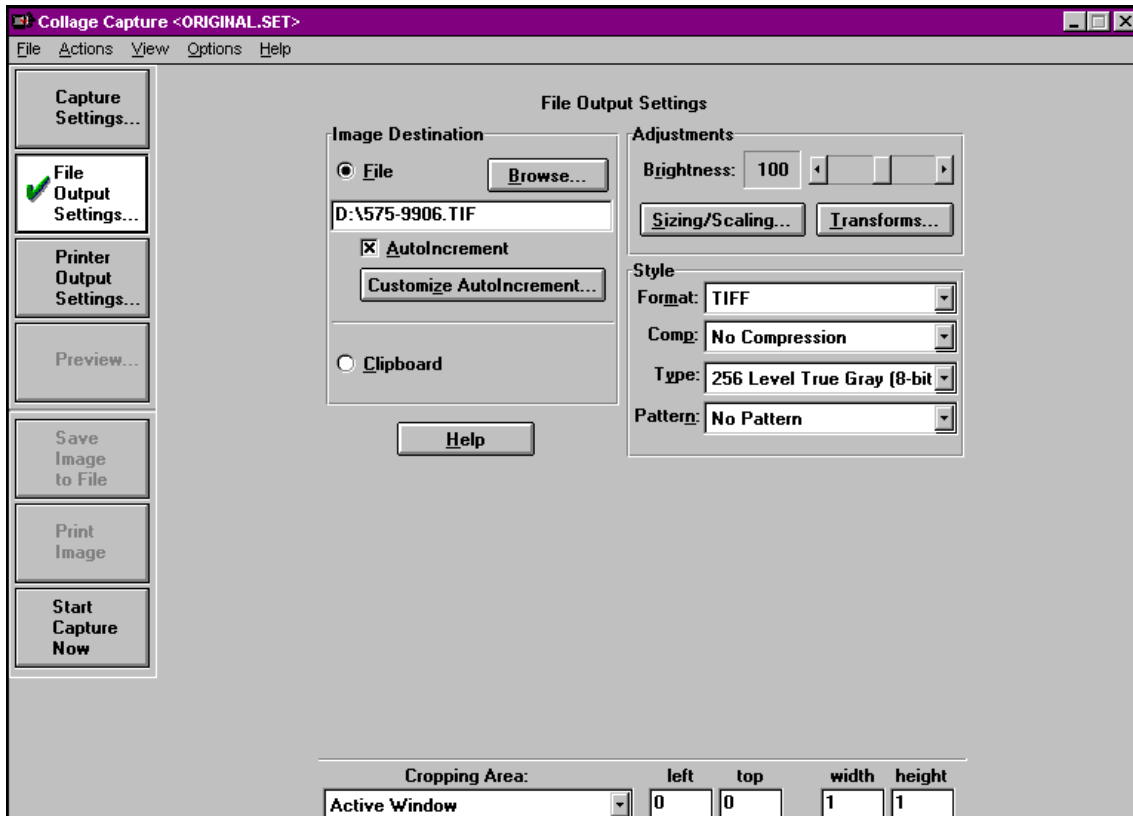 Collage Capture <ORIGINAL.SET>
File Actions View Options Help
Capture
Settings...
File
Output
Settings...
Printer
Output
Settings...
Preview...
Save
Image
to File
Print
Image
Start
Capture
Now
File Output Settings
Image Destination
File
Browse...
D:\575-9906.TIF
AutoIncrement
Customize AutoIncrement...
Clipboard
Help
Adjustments
Brightness: 100
Sizing/Scaling... Transforms...
Style
Format: TIFF
Comp: No Compression
Type: 256 Level True Gray (8-bit
Pattern: No Pattern
Cropping Area: left top width height
Active Window 0 0 1 1